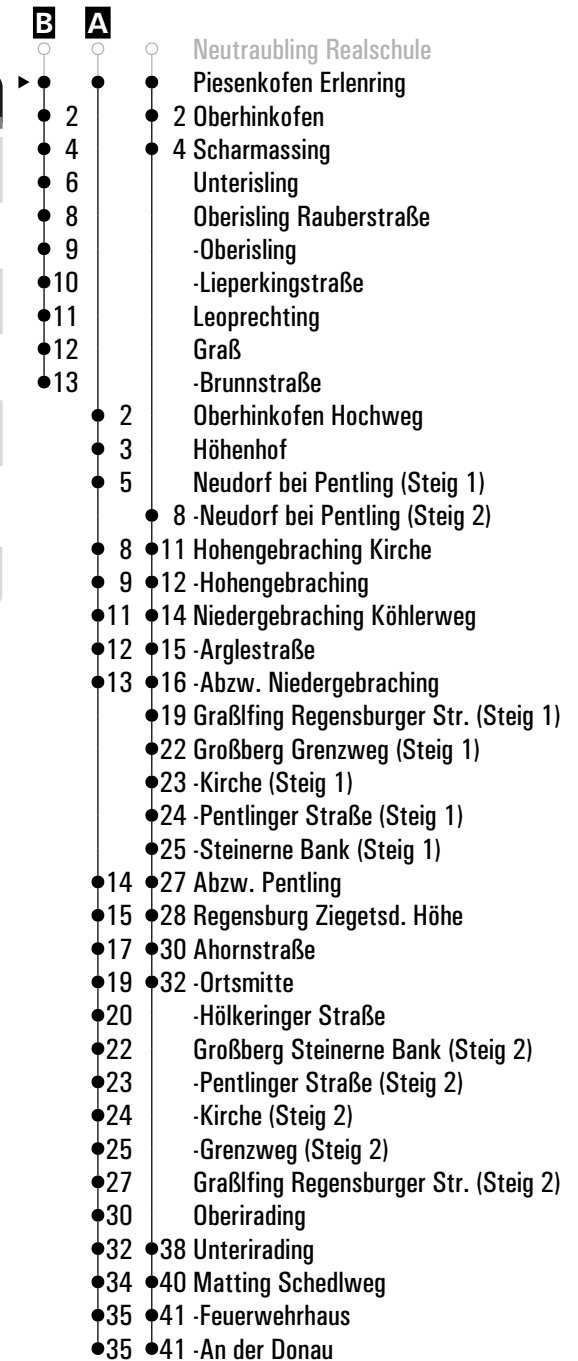 B A
Neutraubling Realschule
Piesenkofen Erlenring
2 2 Oberhinkofen
4 4 Scharmassing
6 Unterisling
8 Oberisling Rauberstraße
9 -Oberisling
10 -Lieperkingstraße
11 Leoprechting
12 Graß
13 -Brunnstraße
2 Oberhinkofen Hochweg
3 Höhenhof
5 Neudorf bei Pentling (Steig 1)
8 -Neudorf bei Pentling (Steig 2)
8 11 Hohengebraching Kirche
9 12 -Hohengebraching
11 14 Niedergebraching Köhlerweg
12 15 -Arglestraße
13 16 -Abzw. Niedergebraching
19 Graßlfing Regensburger Str. (Steig 1)
22 Großberg Grenzweg (Steig 1)
23 -Kirche (Steig 1)
24 -Pentlinger Straße (Steig 1)
25 -Steinerne Bank (Steig 1)
14 27 Abzw. Pentling
15 28 Regensburg Ziegetsd. Höhe
17 30 Ahornstraße
19 32 -Ortsmitte
20 -Hölkeringer Straße
22 Großberg Steinerne Bank (Steig 2)
23 -Pentlinger Straße (Steig 2)
24 -Kirche (Steig 2)
25 -Grenzweg (Steig 2)
27 Graßlfing Regensburger Str. (Steig 2)
30 Oberirading
32 38 Unterirading
34 40 Matting Schedlweg
35 41 -Feuerwehrhaus
35 41 -An der Donau